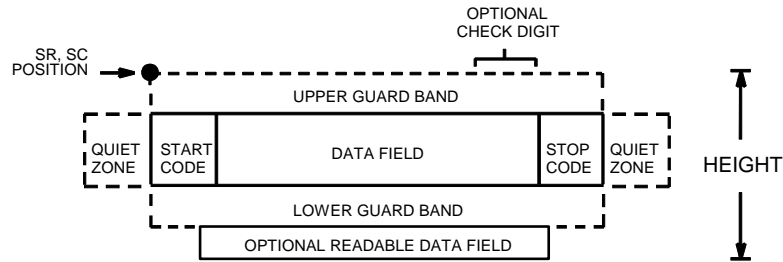 OPTIONAL
CHECK DIGIT
SR, SC
POSITION
UPPER GUARD BAND
QUIET
ZONE
START
CODE
DATA FIELD
STOP
CODE
QUIET
ZONE
HEIGHT
LOWER GUARD BAND
OPTIONAL READABLE DATA FIELD